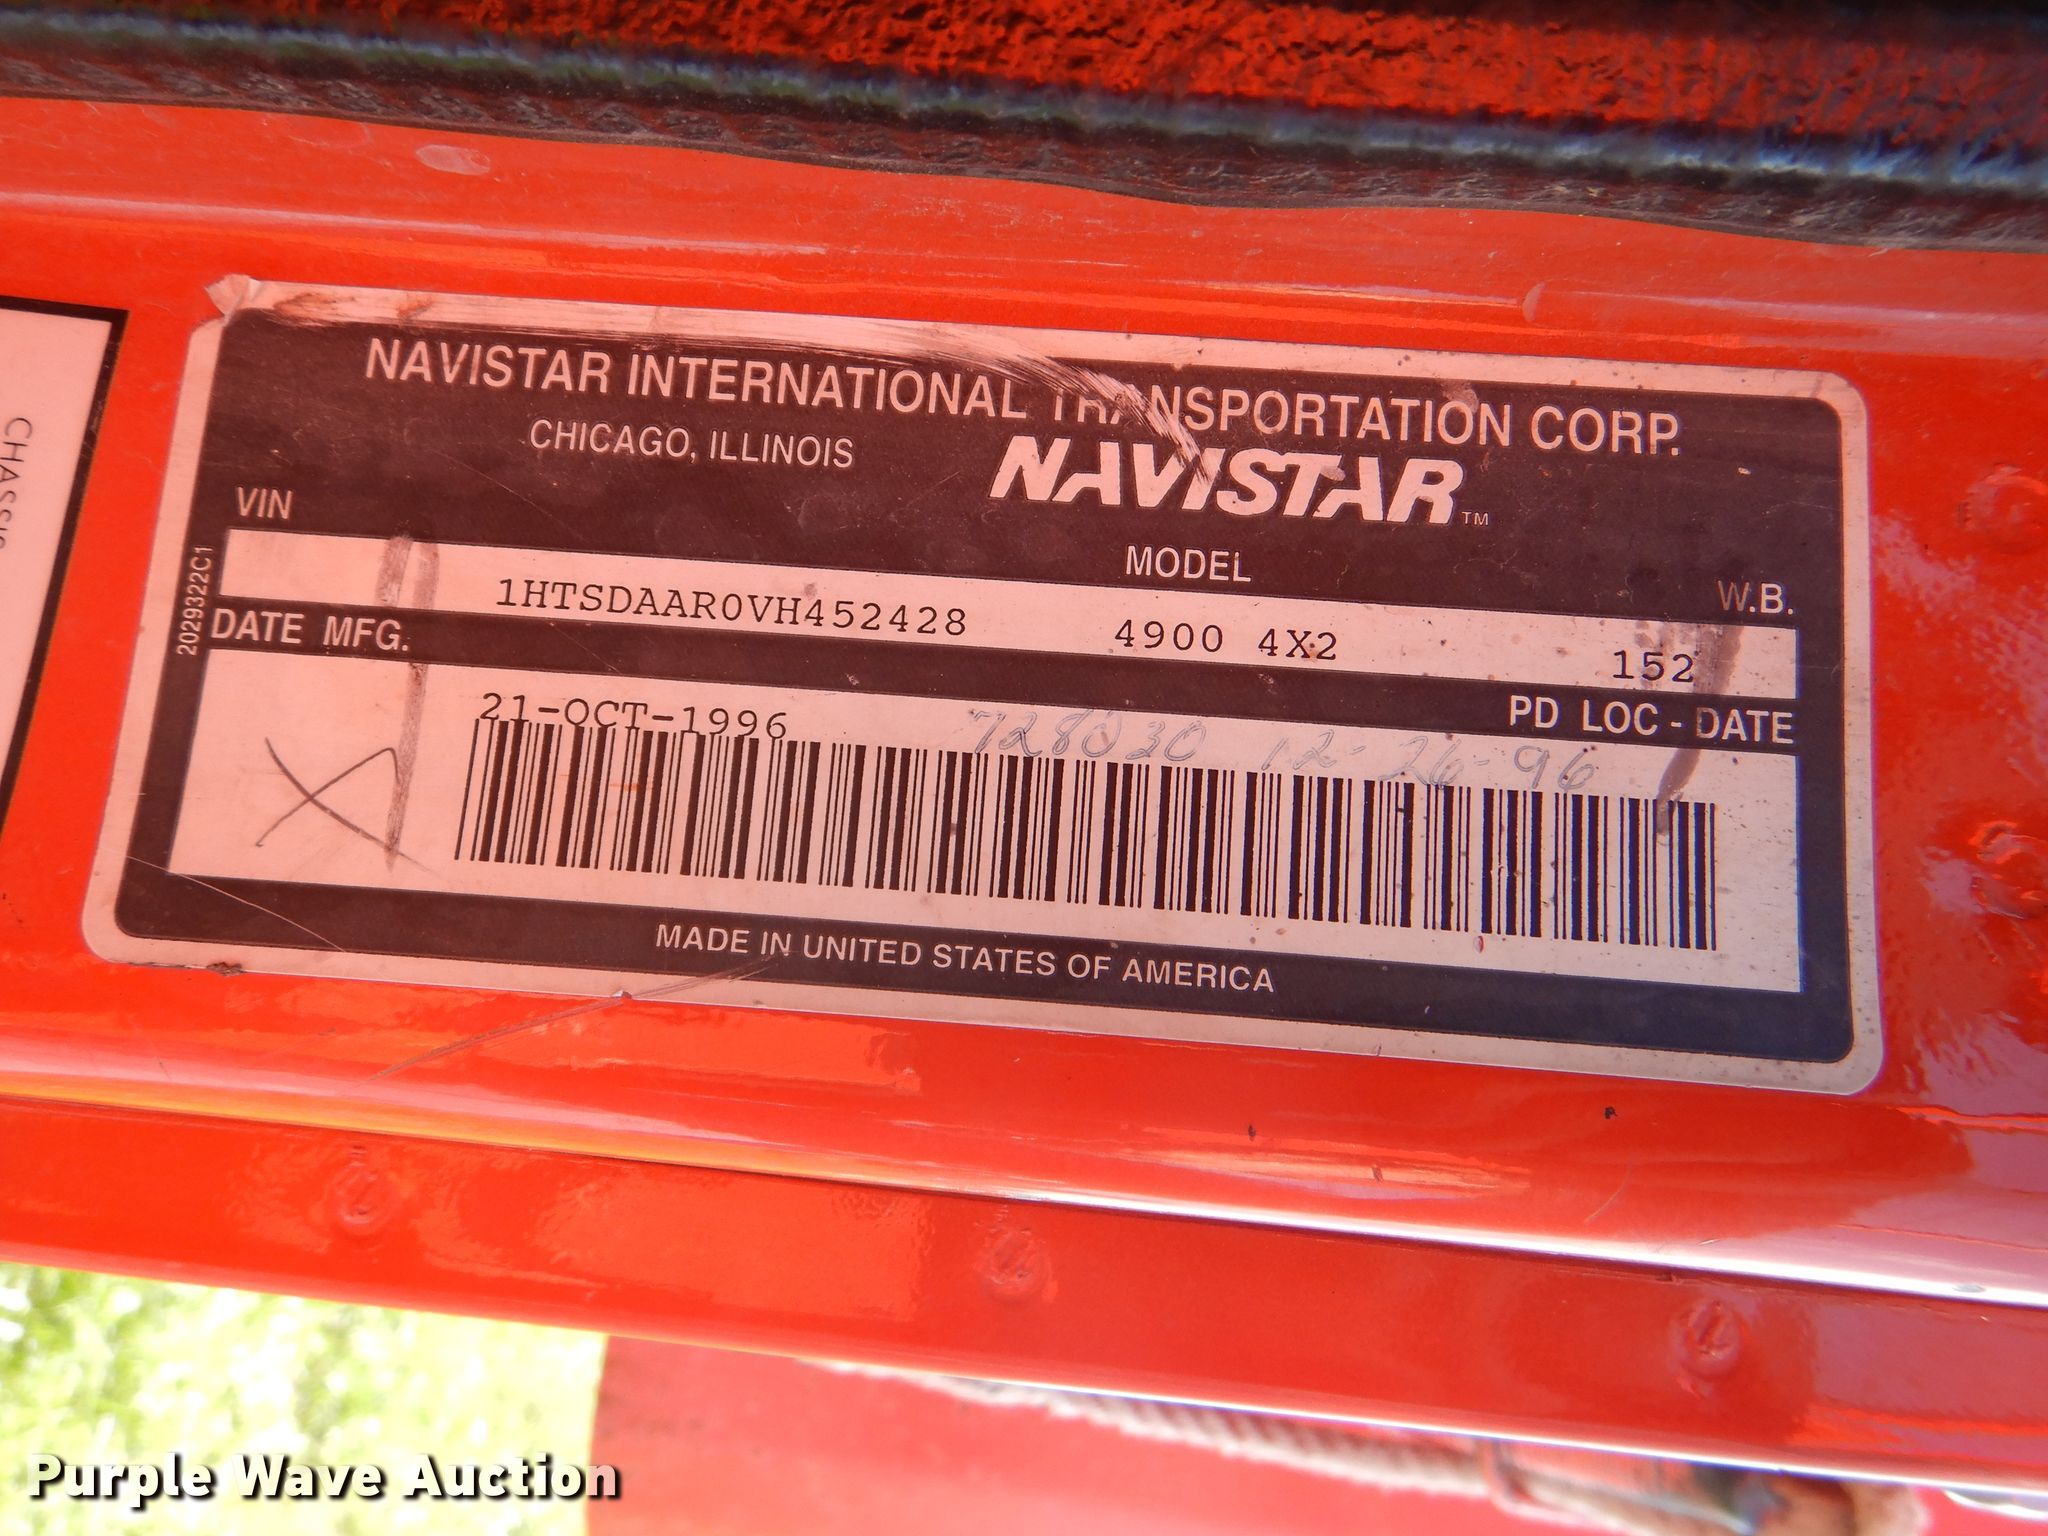 NAVISTAR INTERNATIONAL TRANSPORTATION CORP.
CHICAGO, ILLINOIS
NAVISTAR™
VIN
MODEL
W.B.
1HTSDAAR0VH452428
4900 4X2
152
2029322C1
DATE MFG.
PD LOC - DATE
21-OCT-1996
728030 12-26-96
MADE IN UNITED STATES OF AMERICA
CHASSIS
Purple Wave Auction